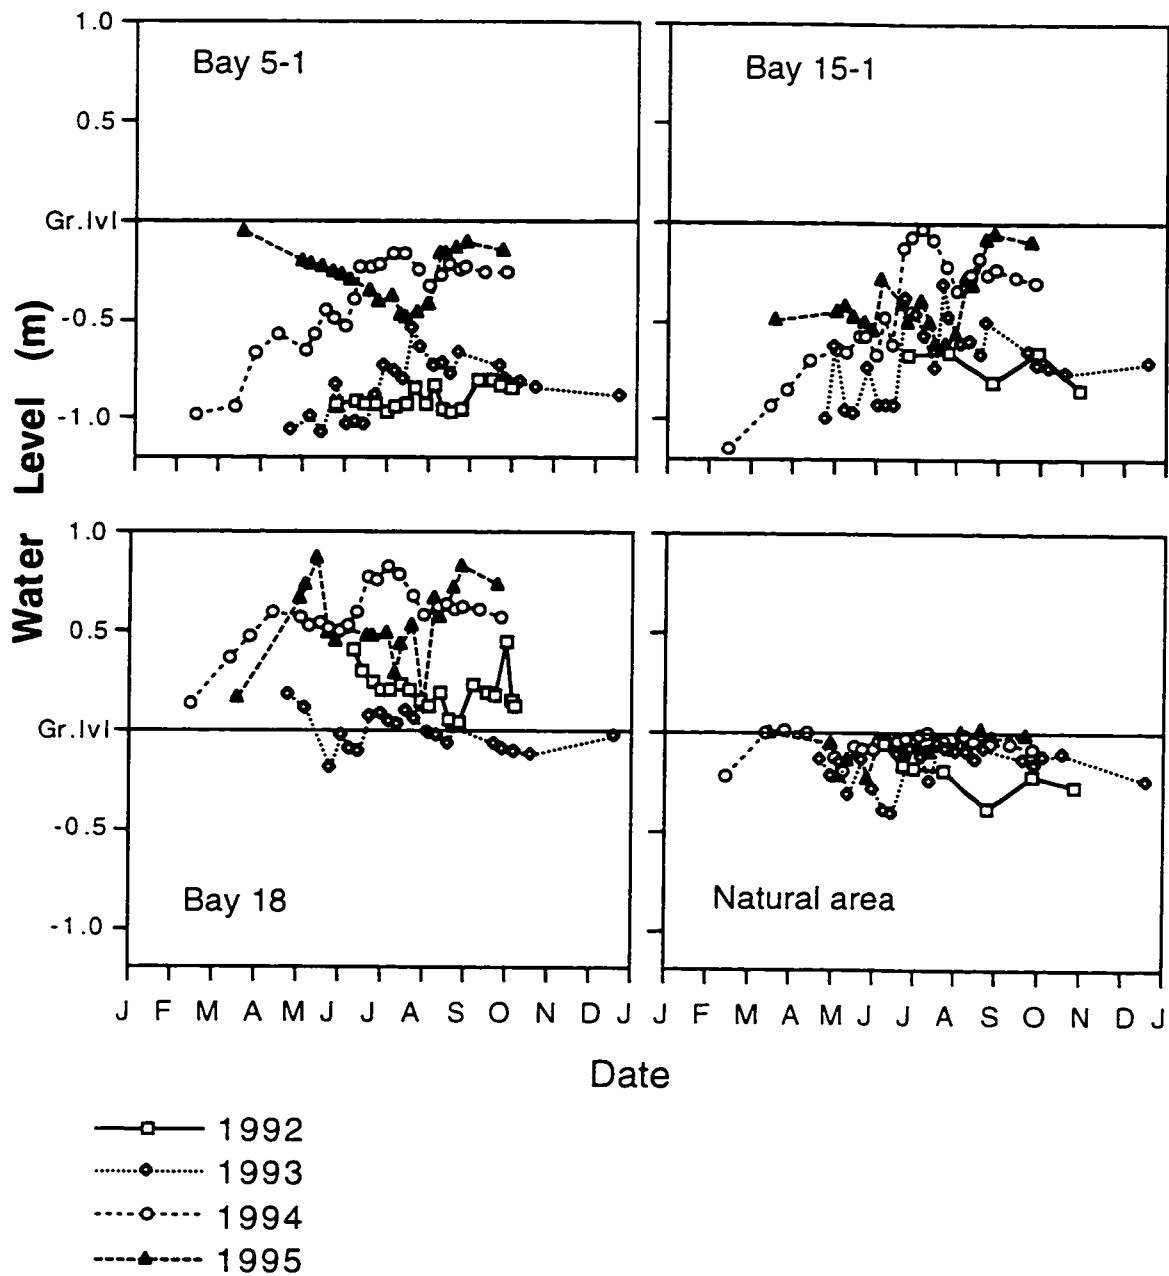 1.0
Bay 5-1
Bay 15-1
0.5
Gr.lvl
-0.5
-1.0
Water Level (m)
1.0
0.5
Gr.lvl
-0.5
-1.0
Bay 18
Natural area
J F M A M J J A S O N D J
J F M A M J J A S O N D J
Date
1992
1993
1994
1995